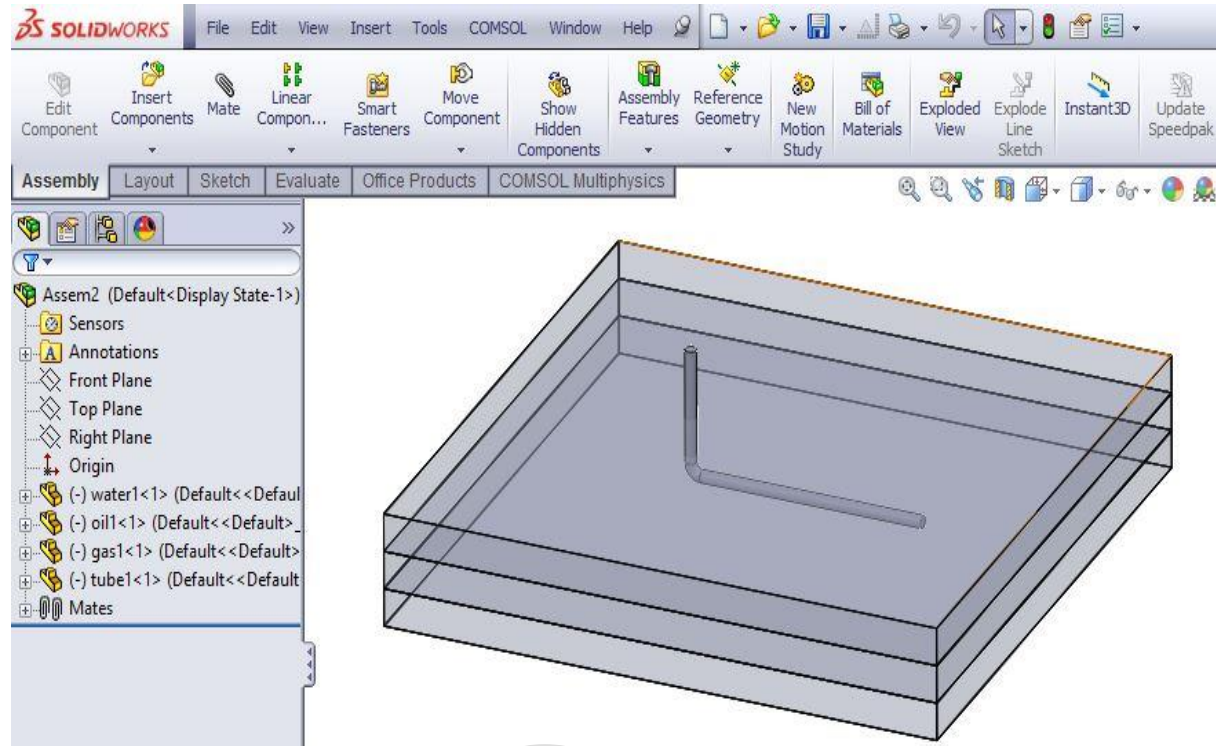 SOLIDWORKS File Edit View Insert Tools COMSOL Window Help
Edit Component
Insert Components
Mate
Linear Compon...
Smart Fasteners
Move Component
Show Hidden Components
Assembly Features
Reference Geometry
New Motion Study
Bill of Materials
Exploded View
Explode Line Sketch
Instant3D
Update Speedpak
Assembly Layout Sketch Evaluate Office Products COMSOL Multiphysics
Assem2 (Default<Display State-1>)
Sensors
A Annotations
Front Plane
Top Plane
Right Plane
Origin
(-) water1<1> (Default<<Defaul
(-) oil1<1> (Default<<Default>_
(-) gas1<1> (Default<<Default>
(-) tube1<1> (Default<<Default
Mates